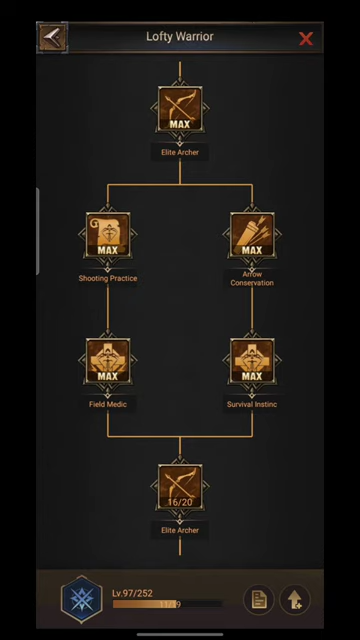 Lofty Warrior
MAX
Elite Archer
G
MAX
MAX
Shooting Practice
Arrow
Conservation
MAX
MAX
Field Medic
Survival Instinc
16/20
Elite Archer
Lv.97/252